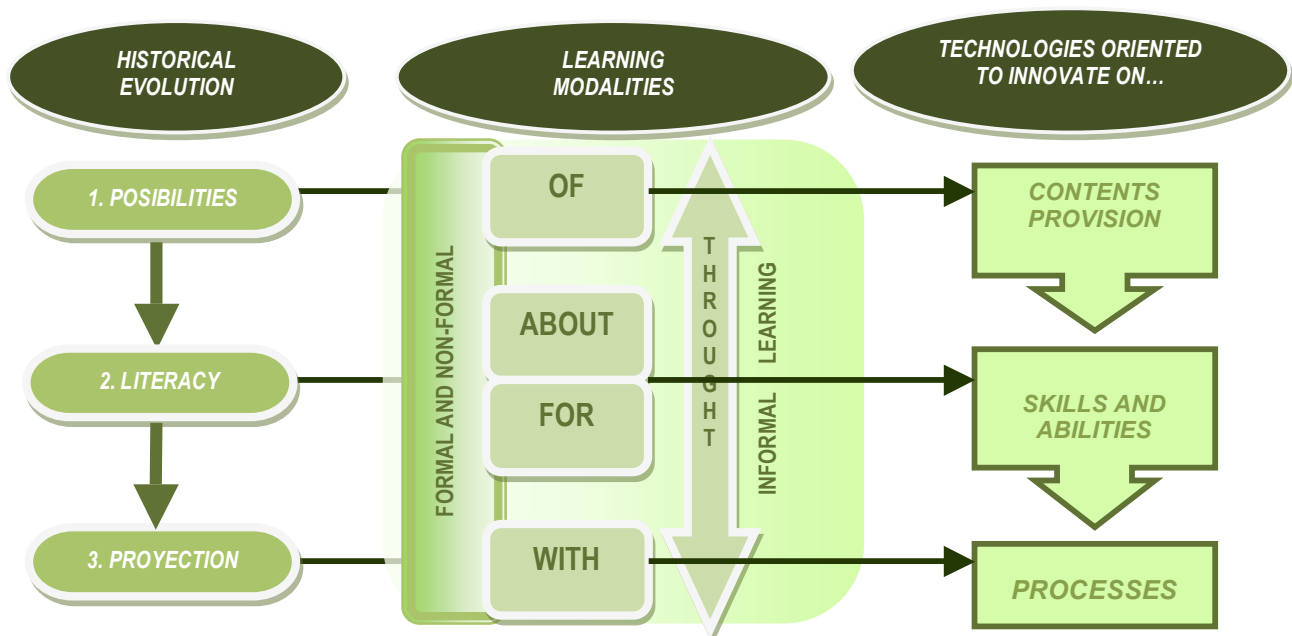 HISTORICAL
EVOLUTION
LEARNING
MODALITIES
TECHNOLOGIES ORIENTED
TO INNOVATE ON…
1. POSIBILITIES
2. LITERACY
3. PROYECTION
FORMAL AND NON-FORMAL
OF
ABOUT
FOR
WITH
THROUGHT
INFORMAL LEARNING
CONTENTS
PROVISION
SKILLS AND
ABILITIES
PROCESSES